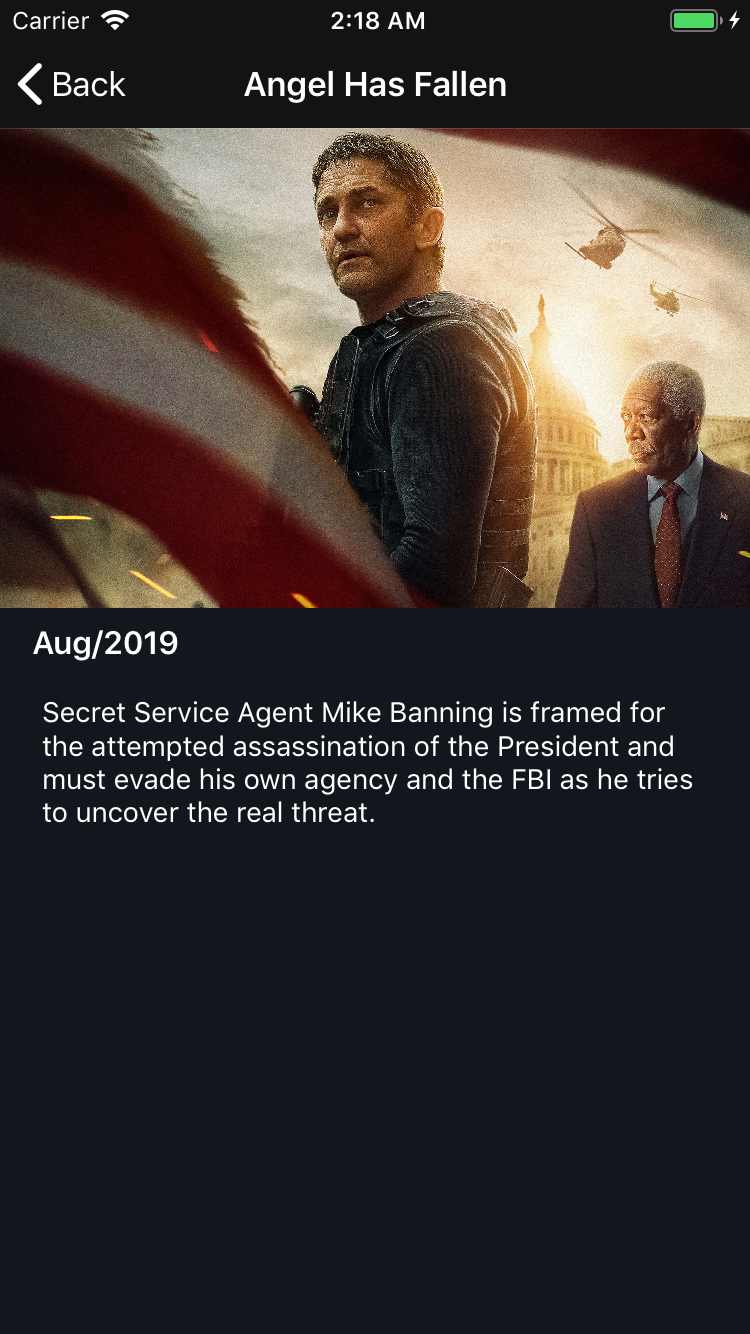 Carrier 2:18 AM
Back Angel Has Fallen
Aug/2019
Secret Service Agent Mike Banning is framed for
the attempted assassination of the President and
must evade his own agency and the FBI as he tries
to uncover the real threat.